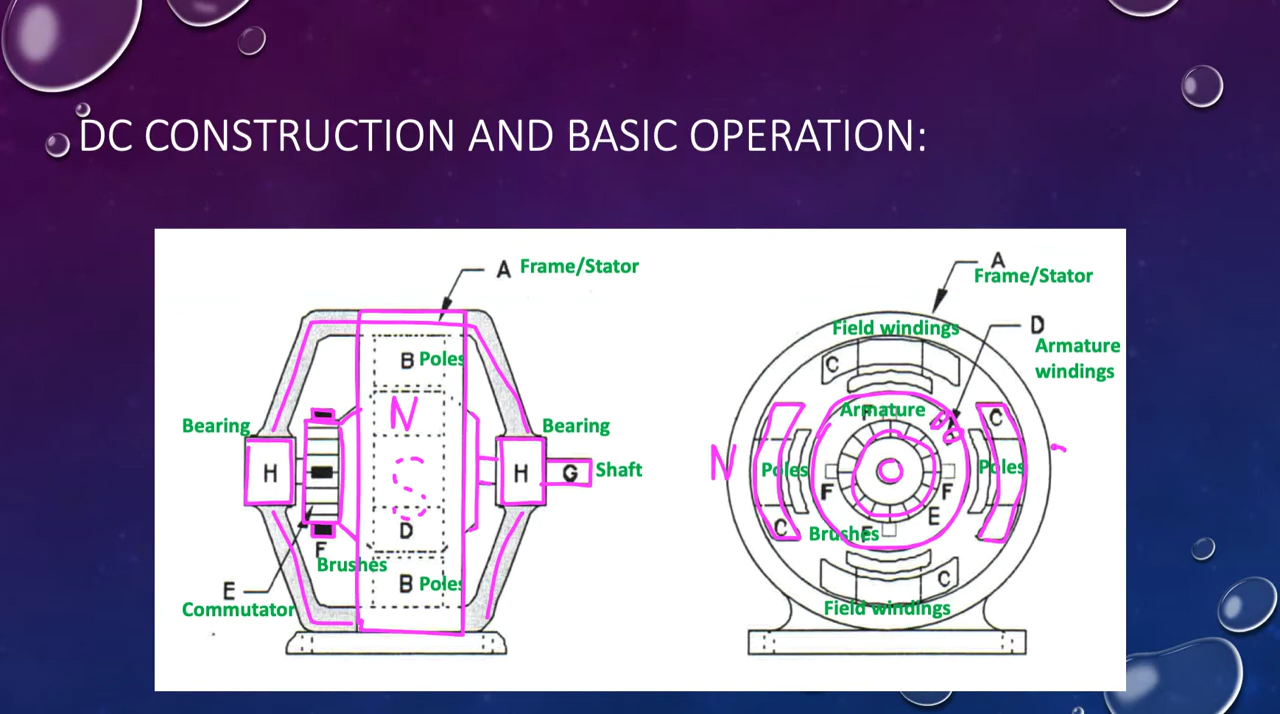 DC CONSTRUCTION AND BASIC OPERATION:
A Frame/Stator
B Poles
N
Bearing
Bearing
H
H
G Shaft
S
D
F
Brushes
B Poles
E
Commutator
A
Frame/Stator
Field windings
D
Armature
windings
C
Armature
F
C
N
Poles
Poles
F
F
E
C
Brushes
F
C
Field windings